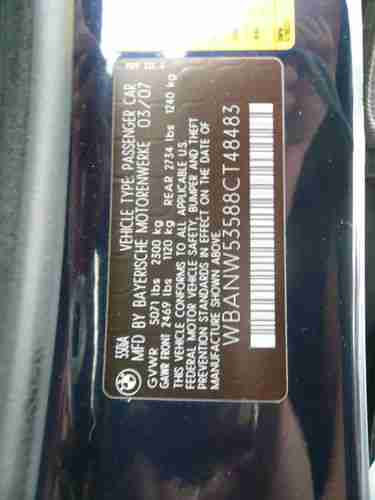 VEHICLE TYPE: PASSENGER CAR
MFD BY BAYERISCHE MOTORENWERKE 03/07
GVWR 5071 lbs 2300 kg
GAWR FRONT 2469 lbs 1120 kg REAR 2734 lbs 1240 kg
THIS VEHICLE CONFORMS TO ALL APPLICABLE U.S.
FEDERAL MOTOR VEHICLE SAFETY, BUMPER AND THEFT
PREVENTION STANDARDS IN EFFECT ON THE DATE OF
MANUFACTURE SHOWN ABOVE.
WBANW53588CT48483